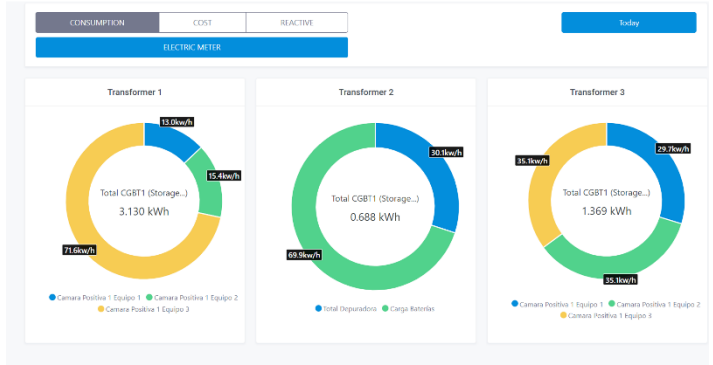 CONSUMPTION COST REACTIVE Today
ELECTRIC METER
Transformer 1
13.0kw/h
15.4kw/h
Total CGBT1 (Storage...)
3.130 kWh
71.6kw/h
Camara Positiva 1 Equipo 1 Camara Positiva 1 Equipo 2
Camara Positiva 1 Equipo 3
Transformer 2
30.1kw/h
Total CGBT1 (Storage...)
0.688 kWh
69.9kw/h
Total Depuradora Carga Baterías
Transformer 3
29.7kw/h
35.1kw/h
Total CGBT1 (Storage...)
1.369 kWh
35.1kw/h
Camara Positiva 1 Equipo 1 Camara Positiva 1 Equipo 2
Camara Positiva 1 Equipo 3